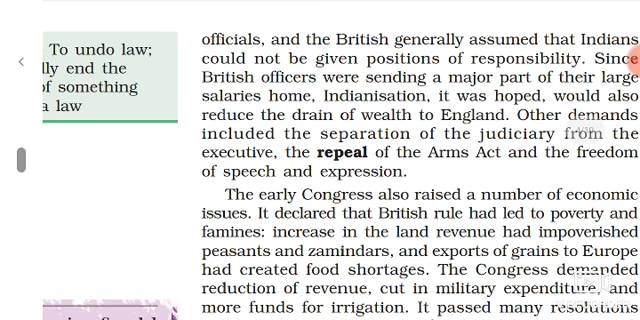 To undo law;
lly end the
of something
a law
officials, and the British generally assumed that Indians
could not be given positions of responsibility. Since
British officers were sending a major part of their large
salaries home, Indianisation, it was hoped, would also
reduce the drain of wealth to England. Other demands
included the separation of the judiciary from the
executive, the repeal of the Arms Act and the freedom
of speech and expression.
The early Congress also raised a number of economic
issues. It declared that British rule had led to poverty and
famines: increase in the land revenue had impoverished
peasants and zamindars, and exports of grains to Europe
had created food shortages. The Congress demanded
reduction of revenue, cut in military expenditure, and
more funds for irrigation. It passed many resolutions